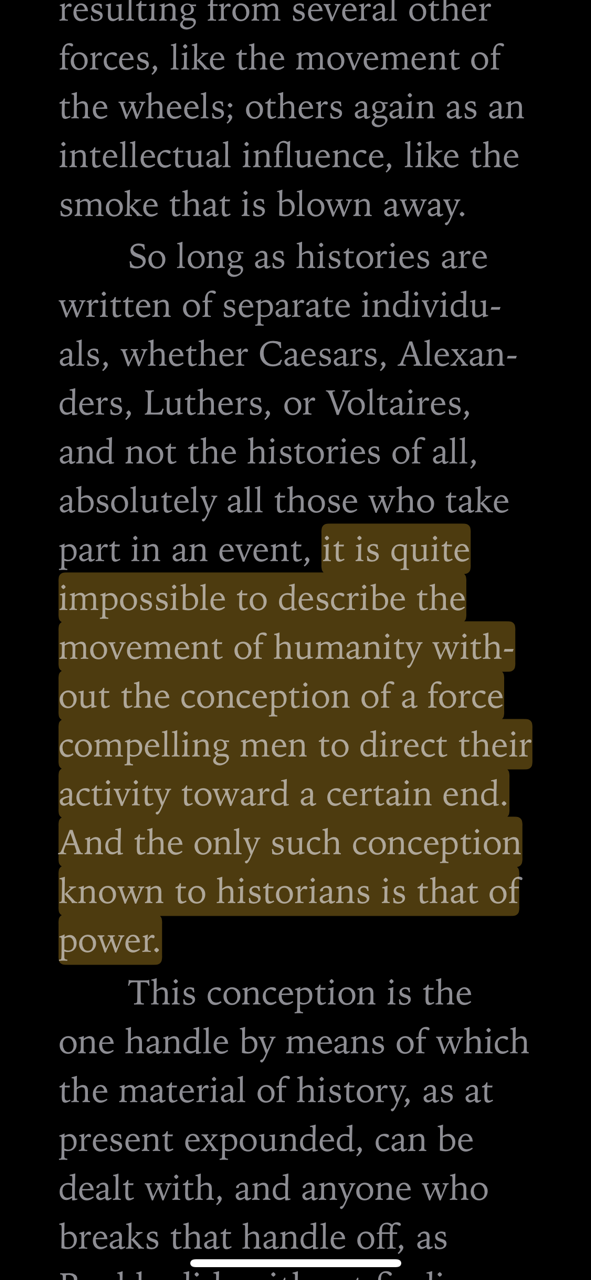 resulting from several other
forces, like the movement of
the wheels; others again as an
intellectual influence, like the
smoke that is blown away.
So long as histories are
written of separate individu-
als, whether Caesars, Alexan-
ders, Luthers, or Voltaires,
and not the histories of all,
absolutely all those who take
part in an event, it is quite
impossible to describe the
movement of humanity with-
out the conception of a force
compelling men to direct their
activity toward a certain end.
And the only such conception
known to historians is that of
power.
This conception is the
one handle by means of which
the material of history, as at
present expounded, can be
dealt with, and anyone who
breaks that handle off, as